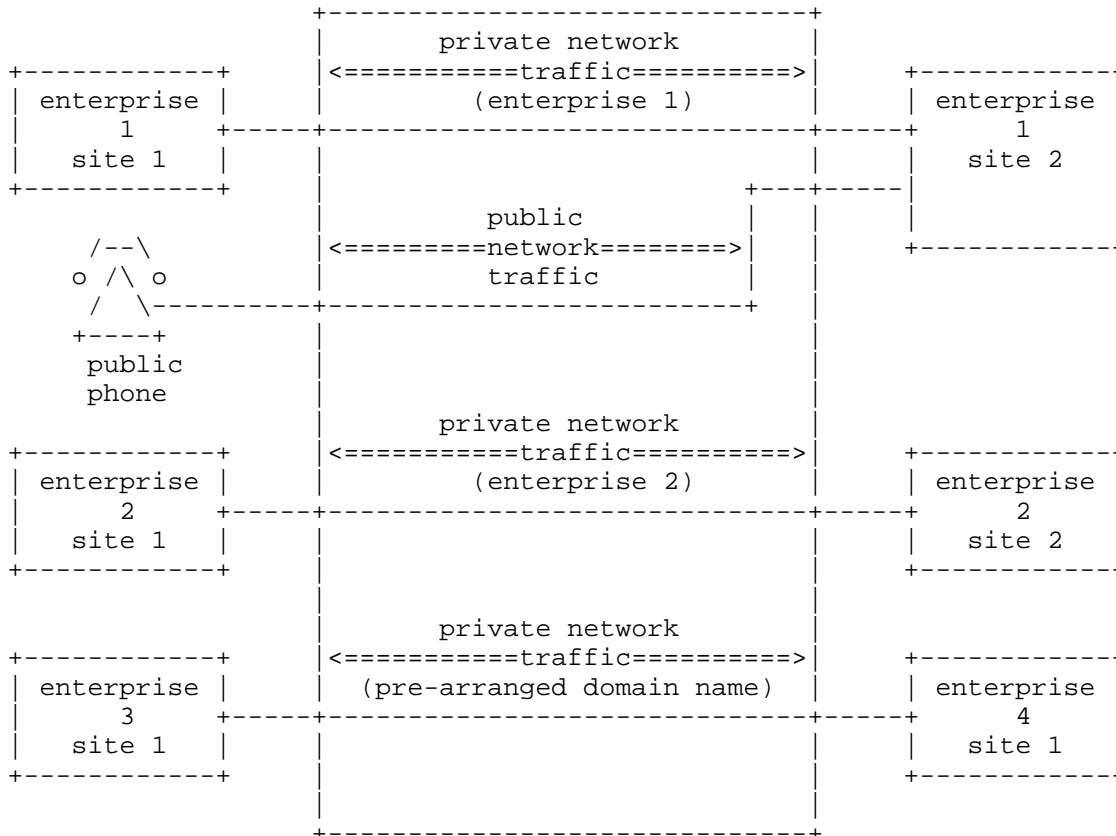 private network
<===========traffic==========>
enterprise
(enterprise 1)
enterprise
1
1
site 1
site 2
public
/--\
<=========network========>
o /\ o
traffic
/ \
public
phone
private network
<===========traffic==========>
enterprise
(enterprise 2)
enterprise
2
2
site 1
site 2
private network
<===========traffic==========>
enterprise
(pre-arranged domain name)
enterprise
3
4
site 1
site 1